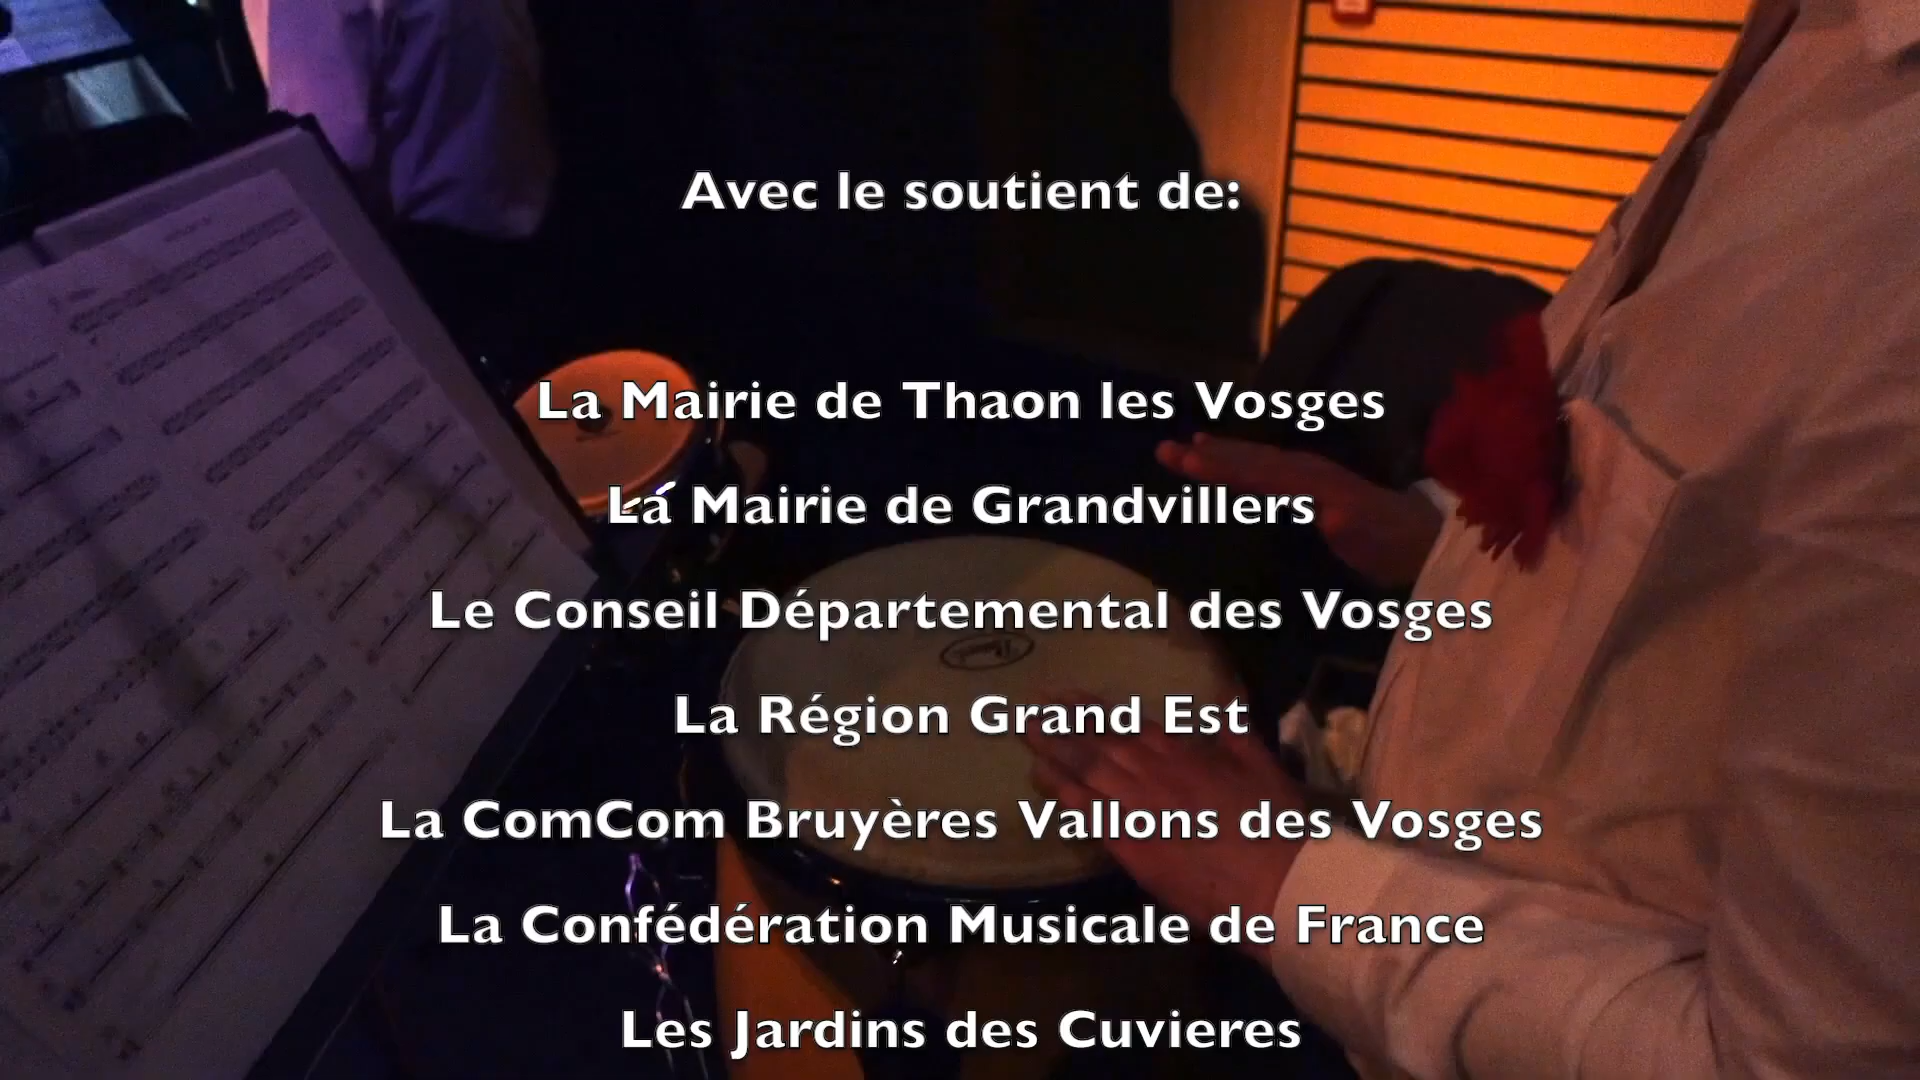 Avec le soutient de:
La Mairie de Thaon les Vosges
La Mairie de Grandvillers
Le Conseil Départemental des Vosges
La Région Grand Est
La ComCom Bruyères Vallons des Vosges
La Confédération Musicale de France
Les Jardins des Cuvieres